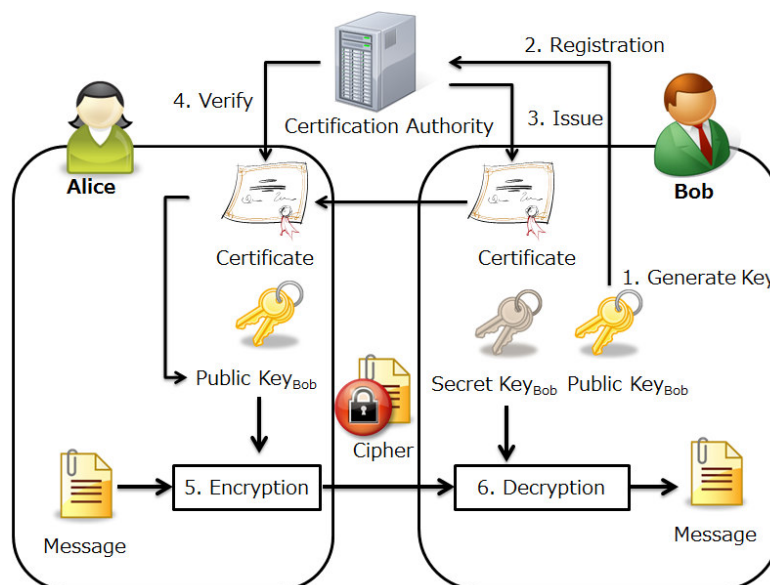 2. Registration
4. Verify
Certification Authority
3. Issue
Alice
Bob
Certificate
Certificate
1. Generate Key
Public KeyBob
Secret KeyBob
Public KeyBob
Cipher
5. Encryption
6. Decryption
Message
Message